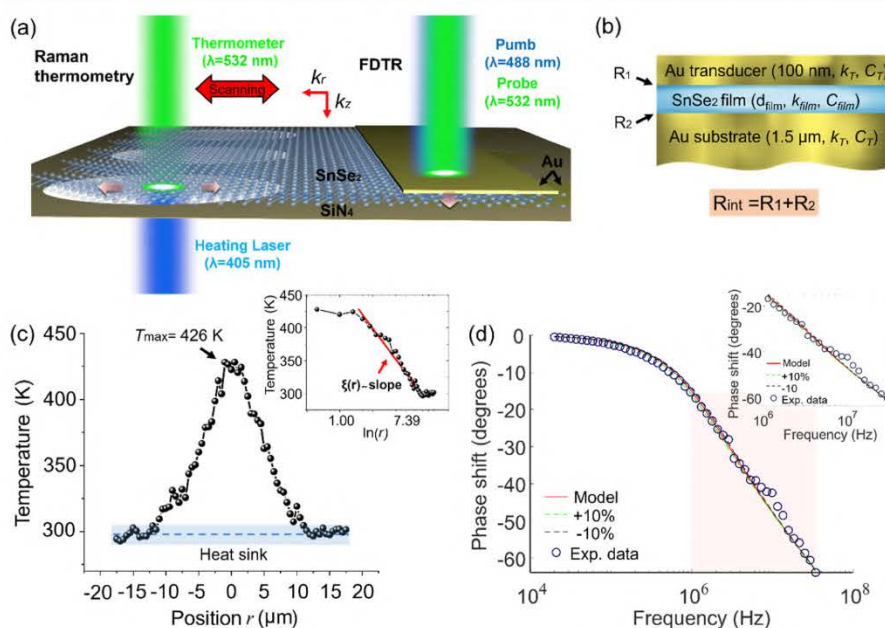 (a)
Raman
thermometry
Thermometer
(λ=532 nm)
Scanning
kr
kz
FDTR
Pumb
(λ=488 nm)
Probe
(λ=532 nm)
SnSe2
SiN4
Au
Heating Laser
(λ=405 nm)
(b)
R1
R2
Au transducer (100 nm, kT, CT)
SnSe2 film (dfilm, kfilm, Cfilm)
Au substrate (1.5 µm, kT, CT)
Rint =R1+R2
(c)
Temperature (K)
450
425
400
375
350
325
300
Tmax= 426 K
Heat sink
-20 -15 -10 -5 0 5 10 15 20
Position r (µm)
Temperature (K)
450
400
350
300
ξ(r)~slope
1.00 7.39
ln(r)
(d)
Phase shift (degrees)
0
-10
-20
-30
-40
-50
-60
Model
+10%
-10%
Exp. data
10^4 10^6 10^8
Frequency (Hz)
Phase shift (degrees)
-20
-40
-60
Model
+10%
-10
Exp. data
10^6 10^7
Frequency (Hz)